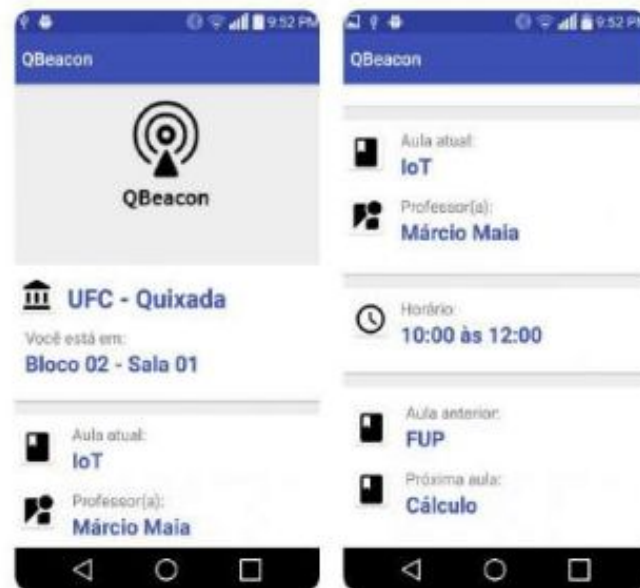 9:52 PM
QBeacon
QBeacon
UFC - Quixada
Você está em:
Bloco 02 - Sala 01
Aula atual:
IoT
Professor(a):
Márcio Maia
9:52 PM
QBeacon
Aula atual:
IoT
Professor(a):
Márcio Maia
Horário:
10:00 às 12:00
Aula anterior:
FUP
Próxima aula:
Cálculo